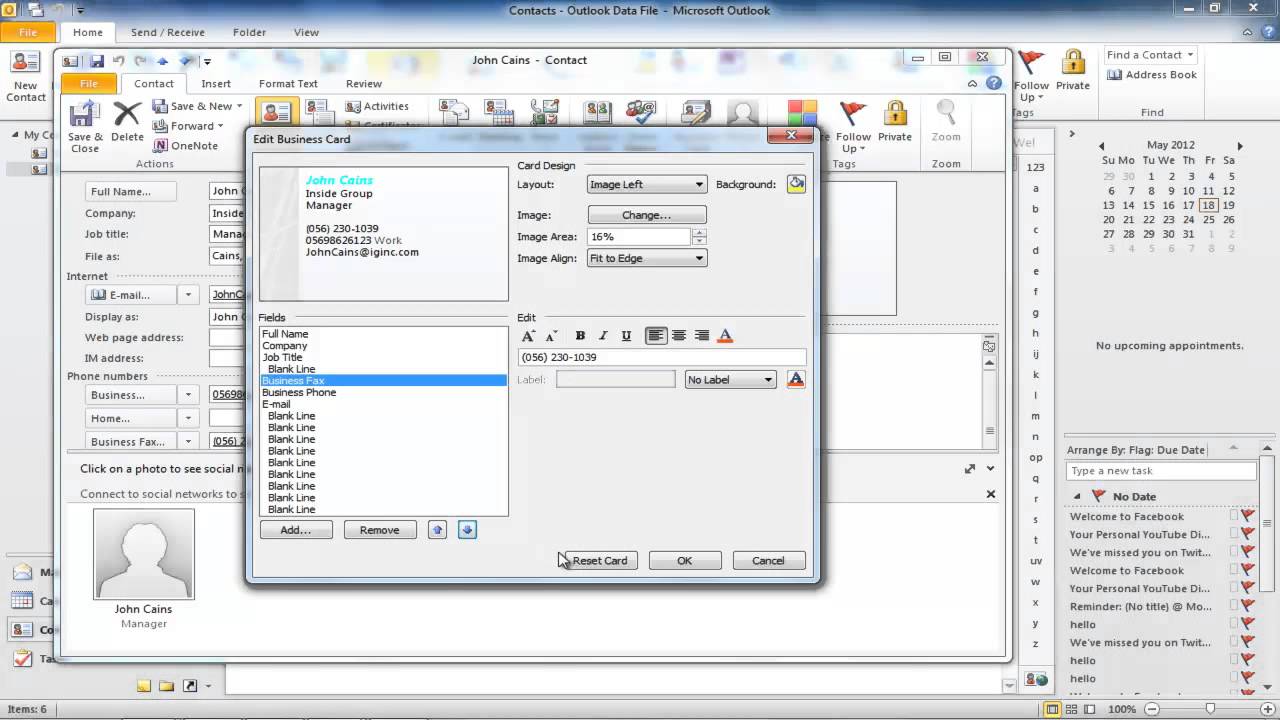 Contacts - Outlook Data File - Microsoft Outlook
File Home Send / Receive Folder View
New Contact
My Co
John Cains - Contact
File Contact Insert Format Text Review
Save & Close
Delete
Save & New
Forward
OneNote
Actions
Activities
Follow Up
Private
Tags
Zoom
Zoom
Follow Up
Private
Tags
Find a Contact
Address Book
Find
Full Name... John C
Company: Inside
Job title: Mana
File as: Cains,
Internet
E-mail... JohnCa
Display as: John C
Web page address:
IM address:
Phone numbers
Business... 056986
Home...
Business Fax... (056) 2
Click on a photo to see social ne
Connect to social networks to s
John Cains
Manager
Edit Business Card
John Cains
Inside Group
Manager
(056) 230-1039
05698626123 Work
JohnCains@iginc.com
Card Design
Layout: Image Left Background:
Image: Change...
Image Area: 16%
Image Align: Fit to Edge
Fields
Full Name
Company
Job Title
Blank Line
Business Fax
Business Phone
E-mail
Blank Line
Blank Line
Blank Line
Blank Line
Blank Line
Blank Line
Blank Line
Blank Line
Blank Line
Add... Remove
Edit
A A B I U A
(056) 230-1039
Label: No Label A
Reset Card OK Cancel
123
a
b
c
d
e
f
g
h
ij
k
l
m
n
op
q
r
s
t
uv
w
x
y
z
May 2012
Su Mo Tu We Th Fr Sa
29 30 1 2 3 4 5
6 7 8 9 10 11 12
13 14 15 16 17 18 19
20 21 22 23 24 25 26
27 28 29 30 31 1 2
3 4 5 6 7 8 9
No upcoming appointments.
Arrange By: Flag: Due Date
Type a new task
No Date
Welcome to Facebook
Your Personal YouTube Di...
We've missed you on Twit...
Welcome to Facebook
Your Personal YouTube Di...
Reminder: (No title) @ Mo...
hello
We've missed you on Twit...
hello
hello
Ma
Ca
Co
Tas
Items: 6
100%